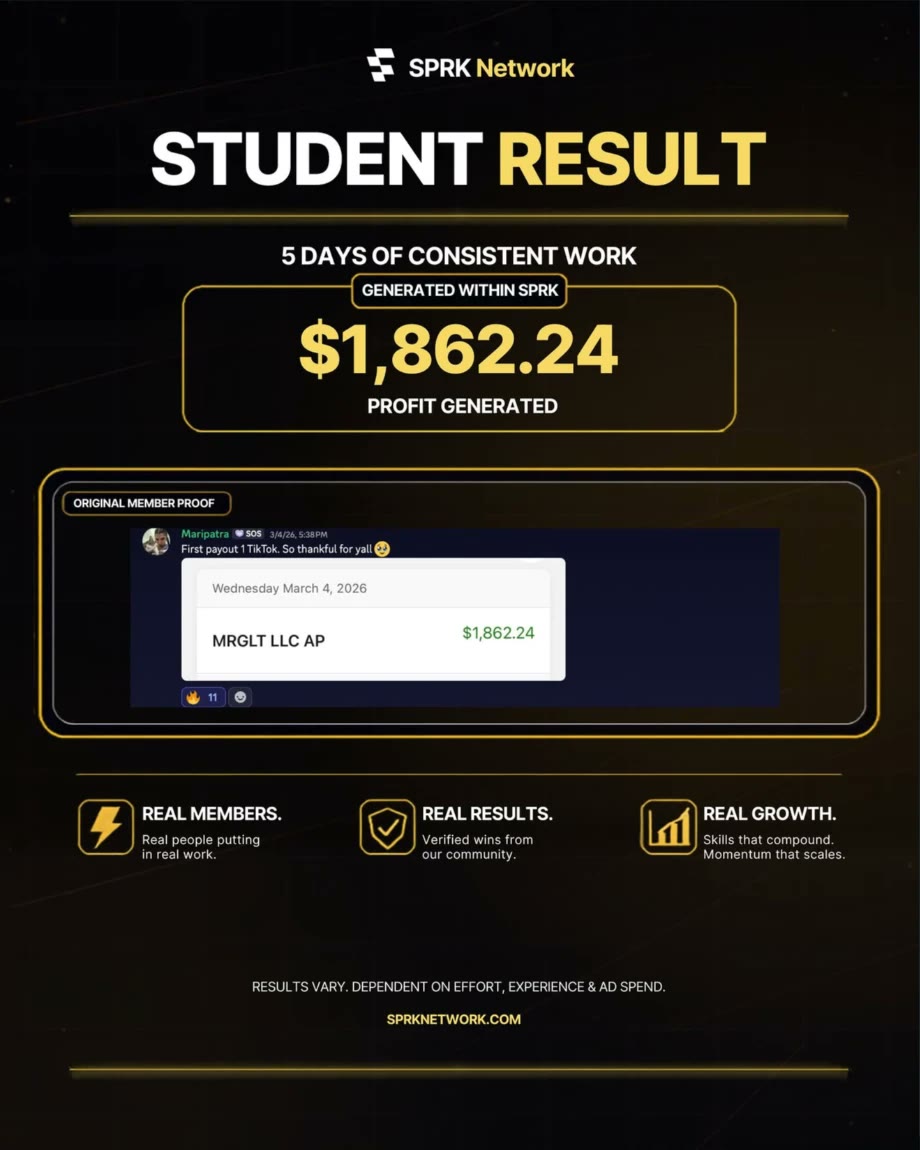 SPRK Network
STUDENT RESULT
5 DAYS OF CONSISTENT WORK
GENERATED WITHIN SPRK
$1,862.24
PROFIT GENERATED
ORIGINAL MEMBER PROOF
Maripatra SOS 3/4/26, 5:38 PM
First payout 1 TikTok. So thankful for yall 🥹
Wednesday March 4, 2026
MRGLT LLC AP $1,862.24
🔥 11
REAL MEMBERS.
Real people putting
in real work.
REAL RESULTS.
Verified wins from
our community.
REAL GROWTH.
Skills that compound.
Momentum that scales.
RESULTS VARY. DEPENDENT ON EFFORT, EXPERIENCE & AD SPEND.
SPRKNETWORK.COM